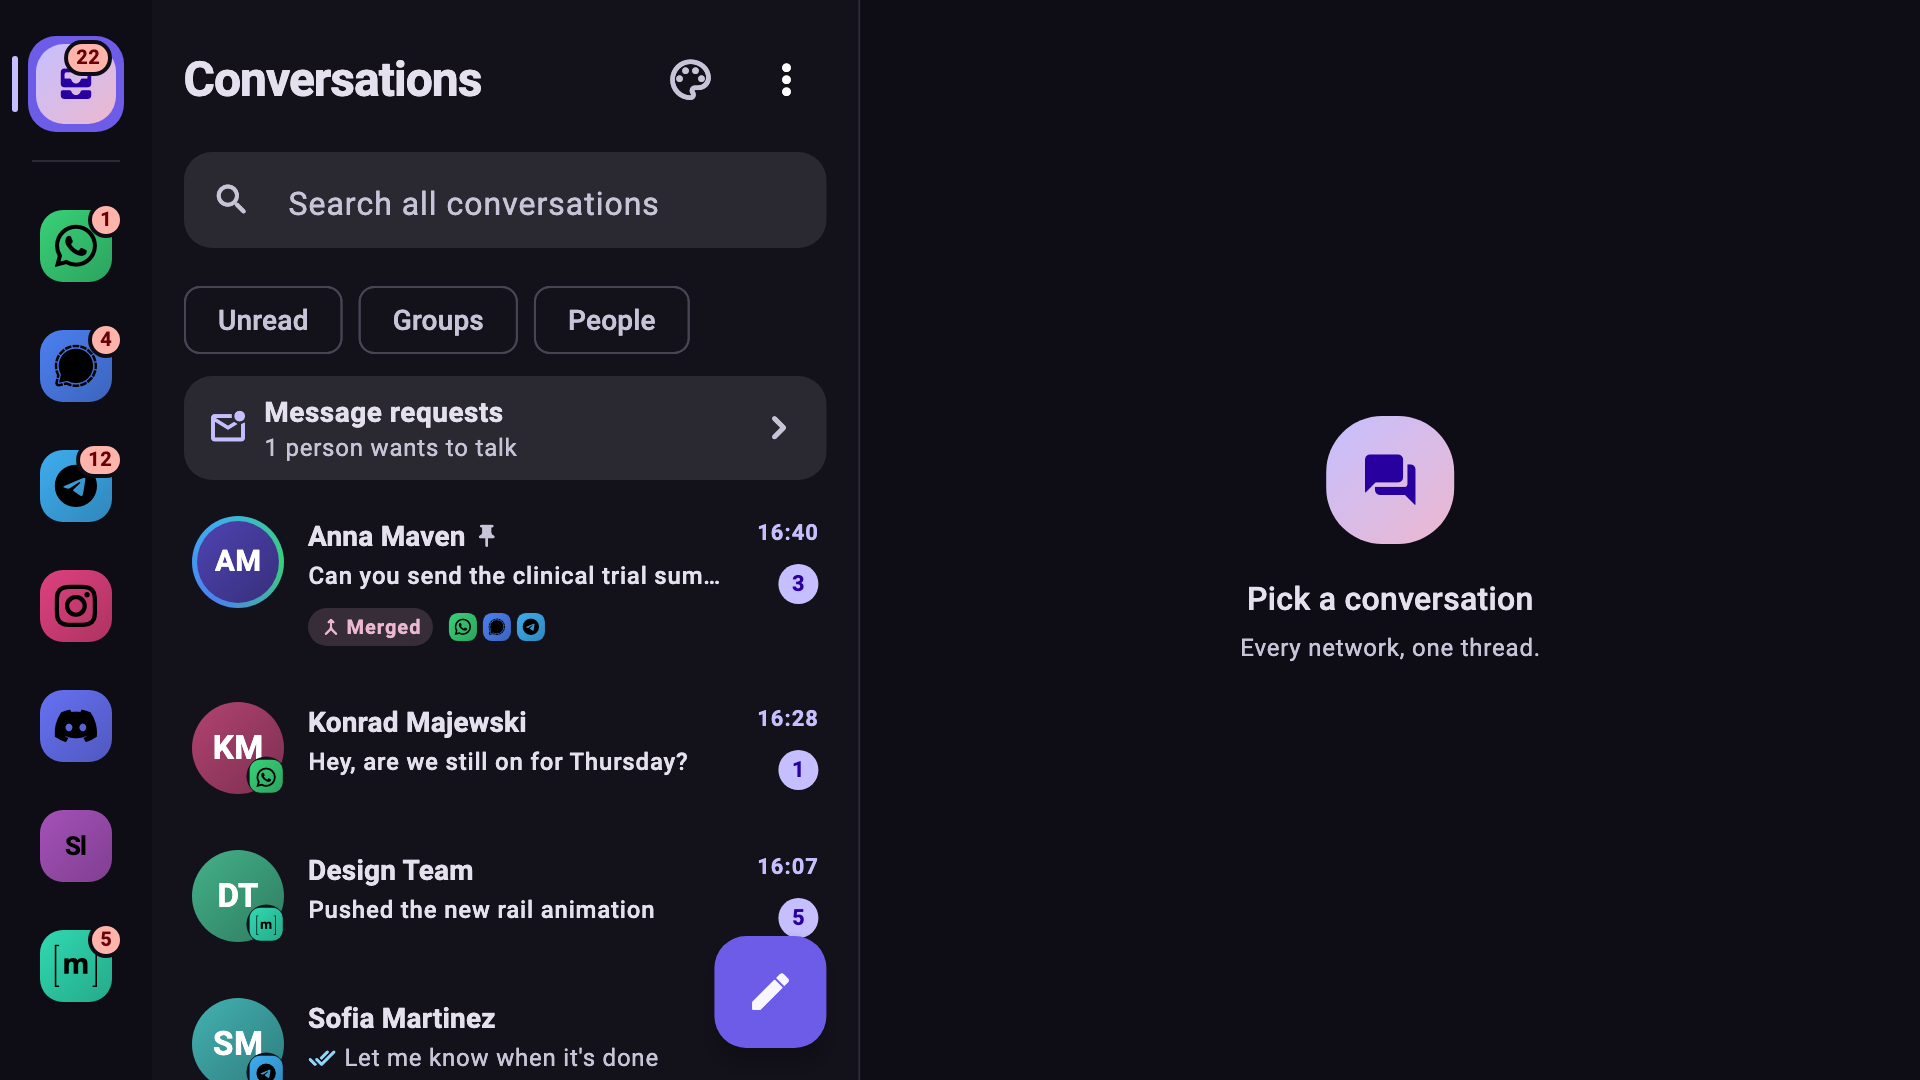 22
Conversations
Search all conversations
1
Unread
Groups
People
4
Message requests
1 person wants to talk
12
AM
Anna Maven
16:40
Can you send the clinical trial sum…
3
Merged
KM
Konrad Majewski
16:28
Hey, are we still on for Thursday?
1
Pick a conversation
Every network, one thread.
Sl
DT
Design Team
16:07
Pushed the new rail animation
5
[m]
[m]
5
SM
Sofia Martinez
Let me know when it's done